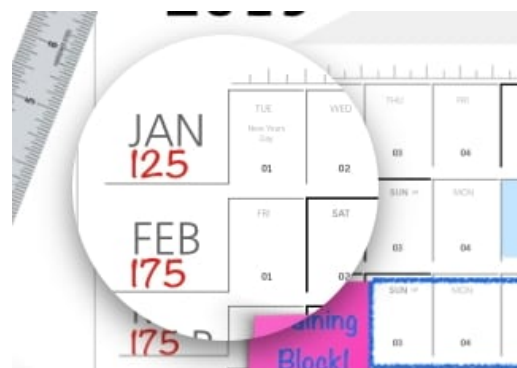 2019
TUE WED THU FRI
New Years
Day
JAN
125
01 02 03 04
FRI SAT SUN MON
FEB
175
01 02 03 04
SUN MON
175
03 04
ining
Block!